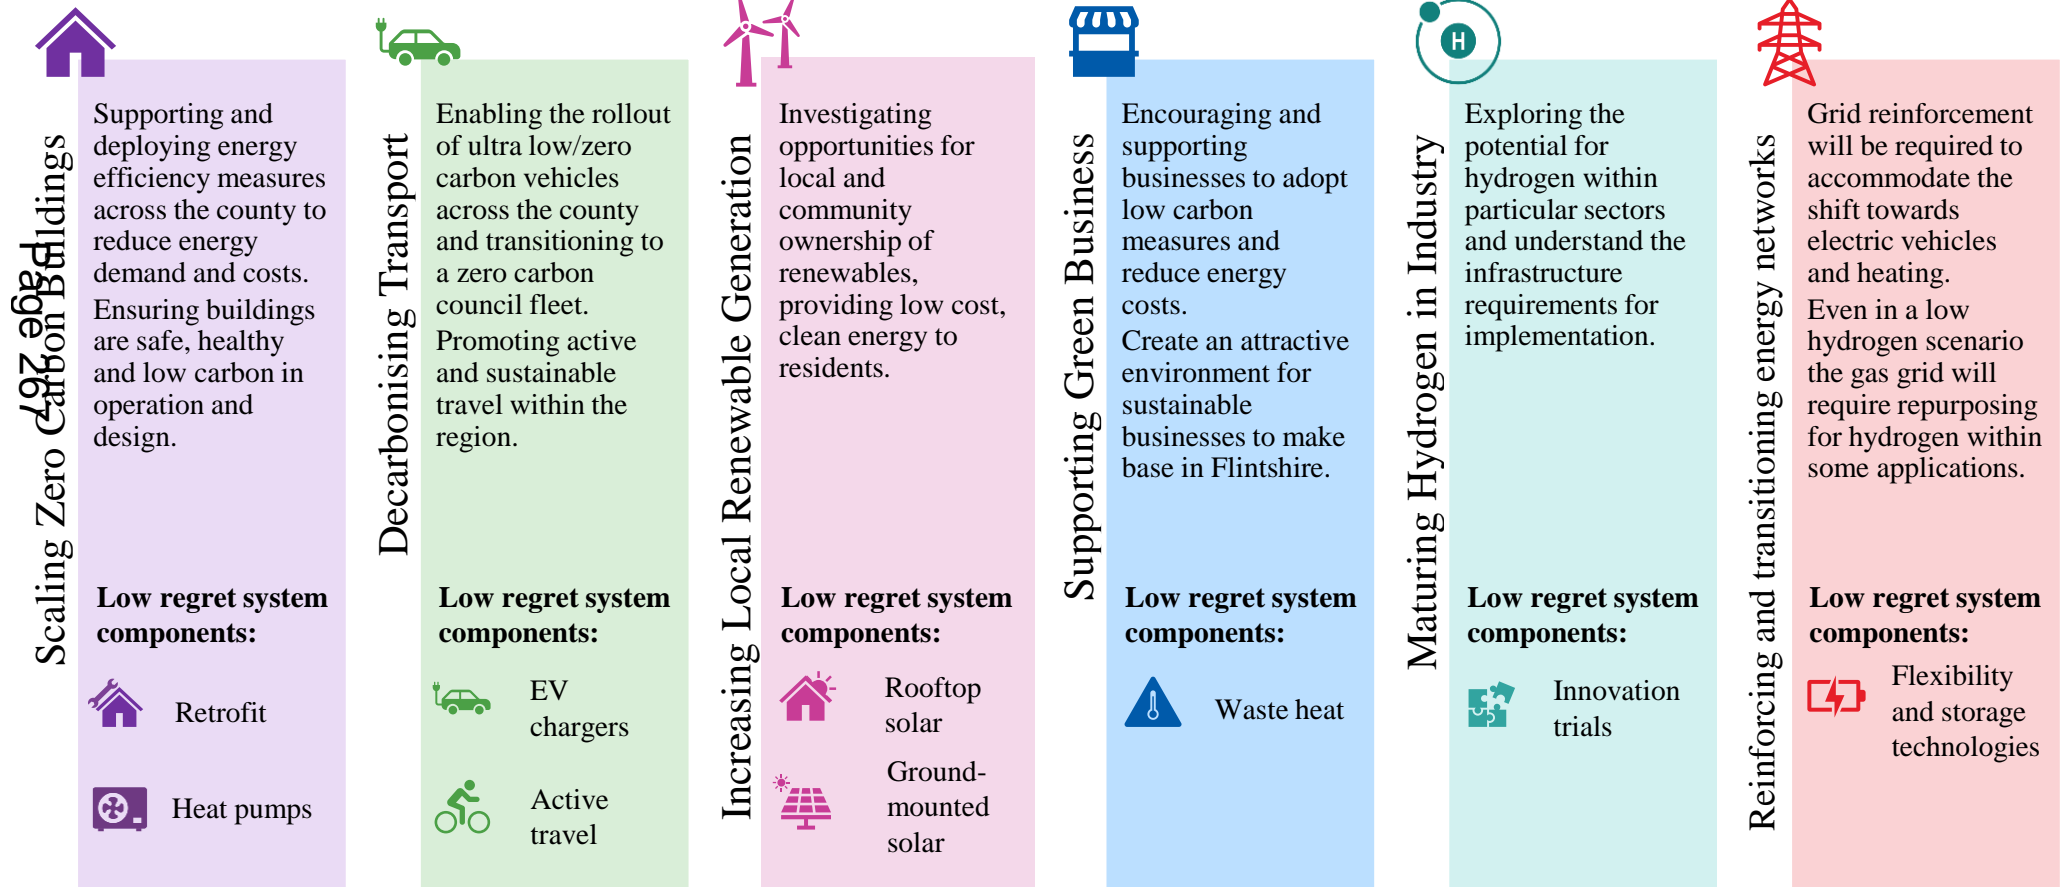 Page 267
Scaling Zero Carbon Buildings
Supporting and
deploying energy
efficiency measures
across the county to
reduce energy
demand and costs.
Ensuring buildings
are safe, healthy
and low carbon in
operation and
design.
Low regret system
components:
Retrofit
Heat pumps
Decarbonising Transport
Enabling the rollout
of ultra low/zero
carbon vehicles
across the county
and transitioning to
a zero carbon
council fleet.
Promoting active
and sustainable
travel within the
region.
Low regret system
components:
EV
chargers
Active
travel
Increasing Local Renewable Generation
Investigating
opportunities for
local and
community
ownership of
renewables,
providing low cost,
clean energy to
residents.
Low regret system
components:
Rooftop
solar
Ground-
mounted
solar
Supporting Green Business
Encouraging and
supporting
businesses to adopt
low carbon
measures and
reduce energy
costs.
Create an attractive
environment for
sustainable
businesses to make
base in Flintshire.
Low regret system
components:
Waste heat
H
Maturing Hydrogen in Industry
Exploring the
potential for
hydrogen within
particular sectors
and understand the
infrastructure
requirements for
implementation.
Low regret system
components:
Innovation
trials
Reinforcing and transitioning energy networks
Grid reinforcement
will be required to
accommodate the
shift towards
electric vehicles
and heating.
Even in a low
hydrogen scenario
the gas grid will
require repurposing
for hydrogen within
some applications.
Low regret system
components:
Flexibility
and storage
technologies